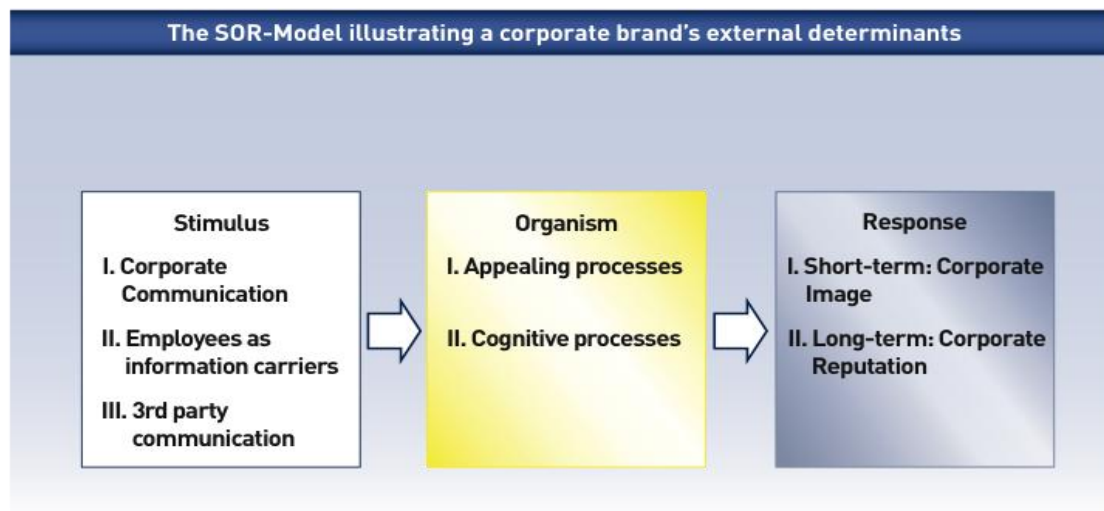 The SOR-Model illustrating a corporate brand's external determinants
Stimulus
I. Corporate
Communication
II. Employees as
information carriers
III. 3rd party
communication
Organism
I. Appealing processes
II. Cognitive processes
Response
I. Short-term: Corporate
Image
II. Long-term: Corporate
Reputation